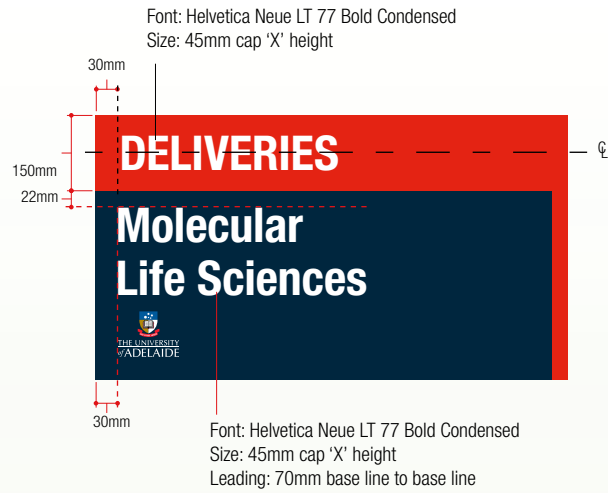 Font: Helvetica Neue LT 77 Bold Condensed
Size: 45mm cap ‘X’ height
30mm
DELIVERIES
℄
150mm
22mm
Molecular
Life Sciences
THE UNIVERSITY
of ADELAIDE
30mm
Font: Helvetica Neue LT 77 Bold Condensed
Size: 45mm cap ‘X’ height
Leading: 70mm base line to base line